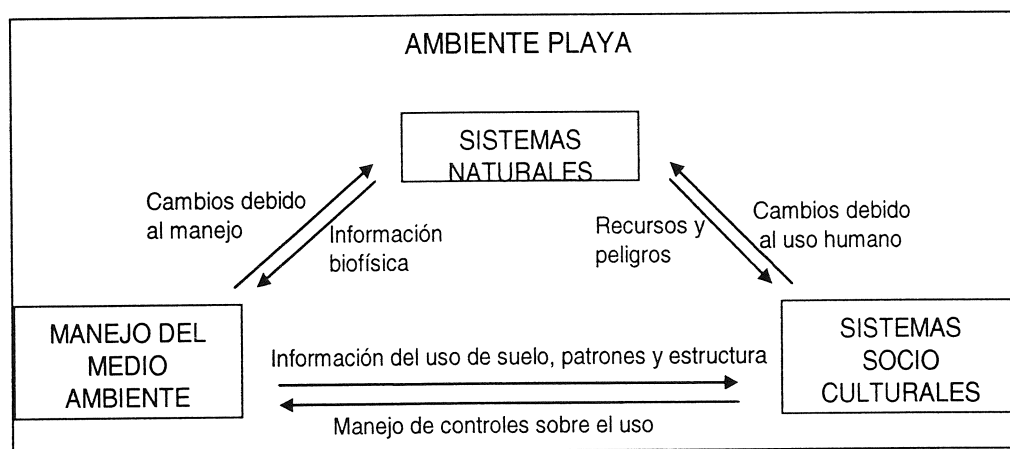 AMBIENTE PLAYA
SISTEMAS
NATURALES
Cambios debido
al manejo
Información
biofísica
Recursos y
peligros
Cambios debido
al uso humano
MANEJO DEL
MEDIO
AMBIENTE
Información del uso de suelo, patrones y estructura
Manejo de controles sobre el uso
SISTEMAS
SOCIO
CULTURALES